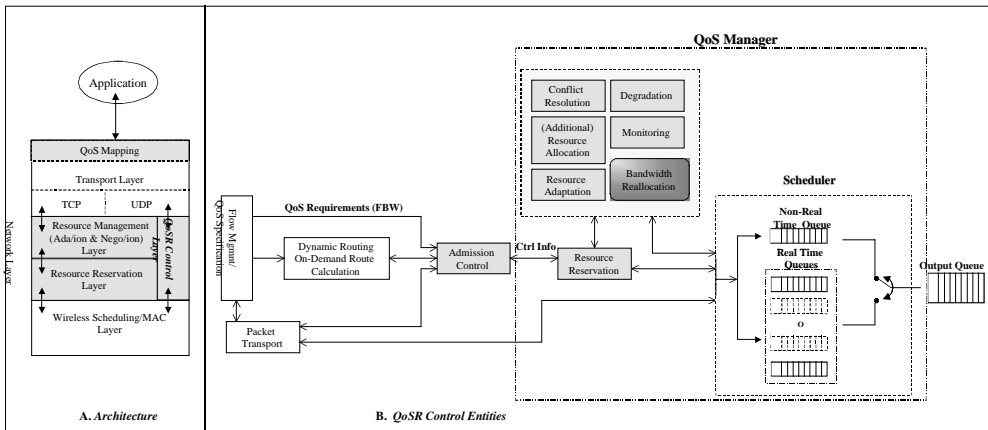 Application
QoS Mapping
Transport Layer
TCP
UDP
Resource Management
(Ada/ion & Nego/ion)
Layer
Resource Reservation
Layer
QoSR Control
Layer
Wireless Scheduling/MAC
Layer
Network Layer
A. Architecture
QoS Manager
Conflict
Resolution
Degradation
(Additional)
Resource
Allocation
Monitoring
Resource
Adaptation
Bandwidth
Reallocation
Flow Mgmnt/
QoS Specification
QoS Requirements (FBW)
Dynamic Routing
On-Demand Route
Calculation
Admission
Control
Ctrl Info
Resource
Reservation
Packet
Transport
Scheduler
Non-Real
Time Queue
Real Time
Queues
O
Output Queue
B. QoSR Control Entities